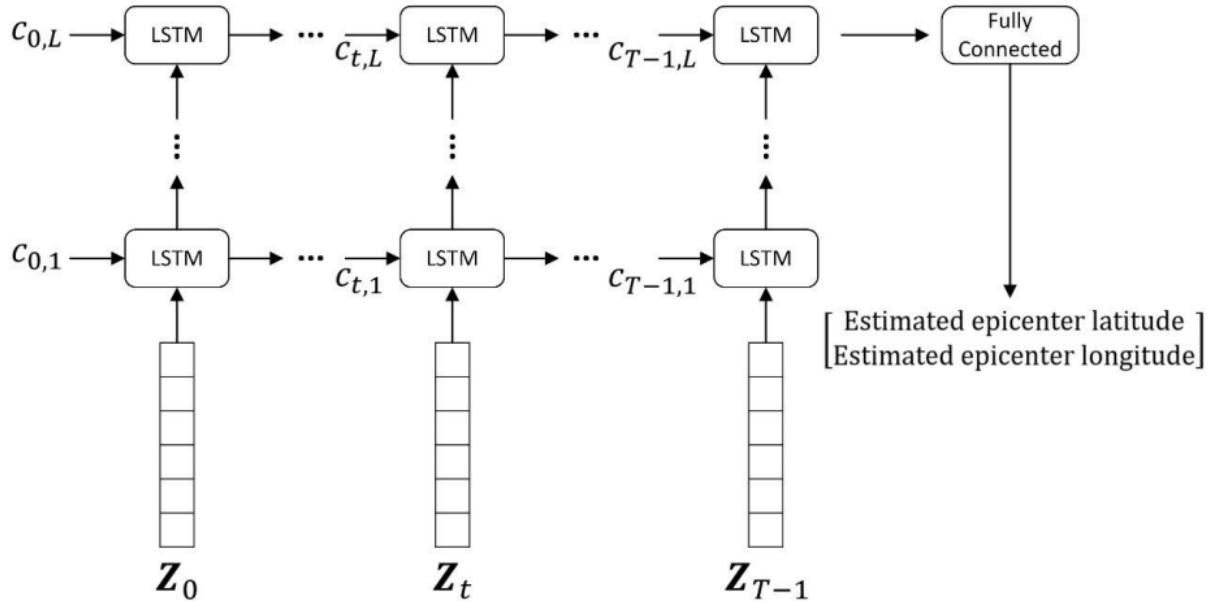 c_{0,L} LSTM ... c_{t,L} LSTM ... c_{T-1,L} LSTM Fully
Connected
⋮ ⋮ ⋮
c_{0,1} LSTM ... c_{t,1} LSTM ... c_{T-1,1} LSTM
Estimated epicenter latitude
Estimated epicenter longitude
Z_0 Z_t Z_{T-1}